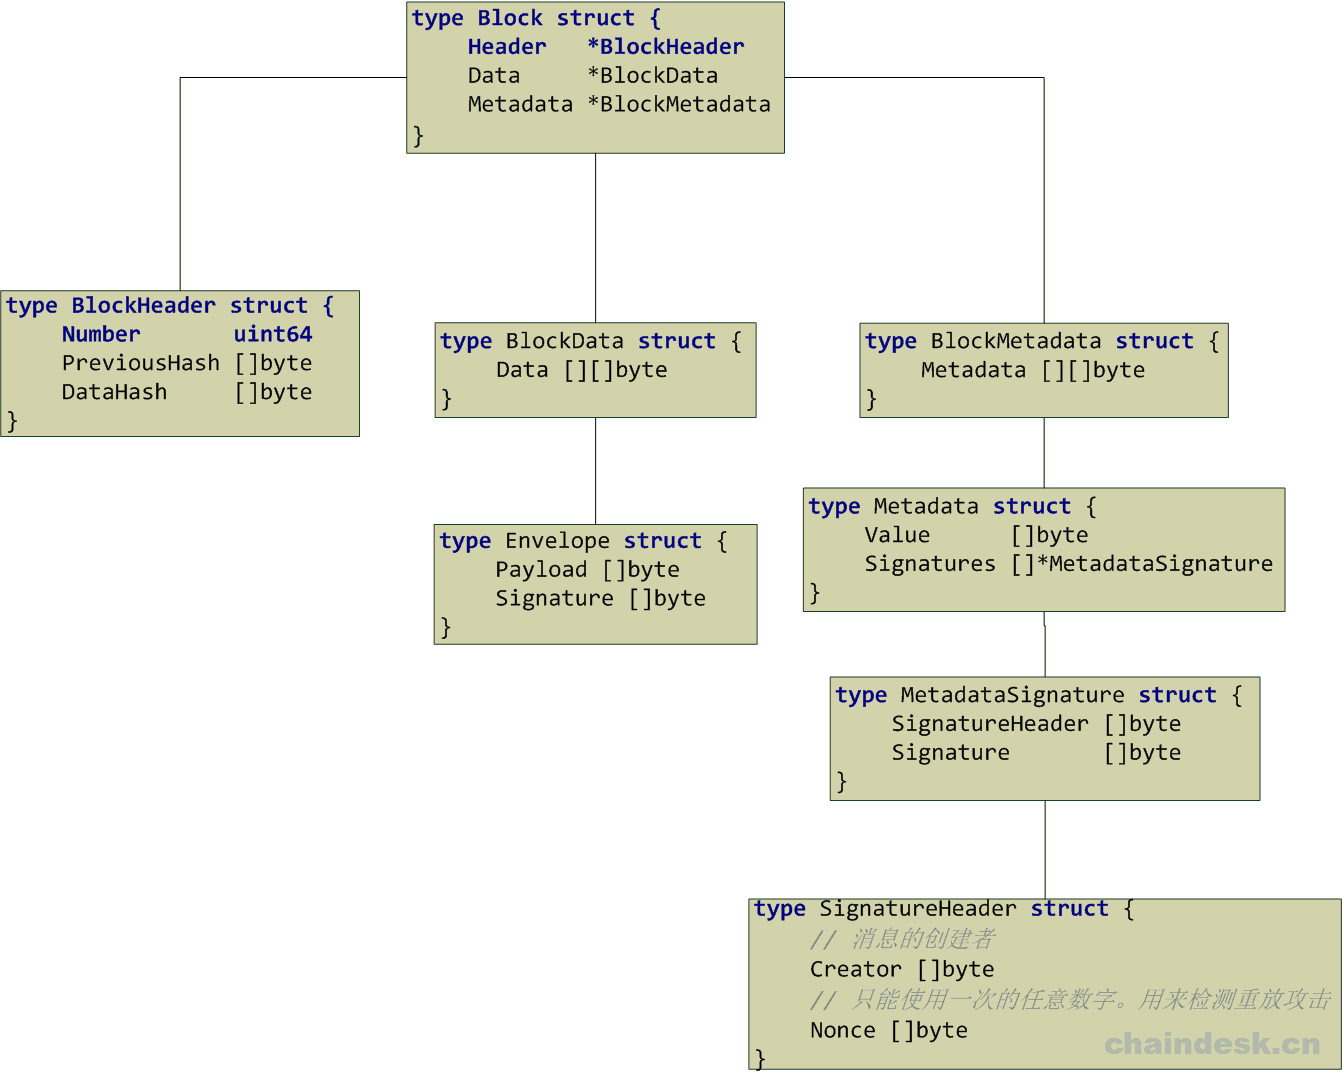 type Block struct {
Header *BlockHeader
Data *BlockData
Metadata *BlockMetadata
}
type BlockHeader struct {
Number uint64
PreviousHash []byte
DataHash []byte
}
type BlockData struct {
Data [][]byte
}
type BlockMetadata struct {
Metadata [][]byte
}
type Envelope struct {
Payload []byte
Signature []byte
}
type Metadata struct {
Value []byte
Signatures []*MetadataSignature
}
type MetadataSignature struct {
SignatureHeader []byte
Signature []byte
}
type SignatureHeader struct {
// 消息的创建者
Creator []byte
// 只能使用一次的任意数字。用来检测重放攻击
Nonce []byte
}
chaindesk.cn